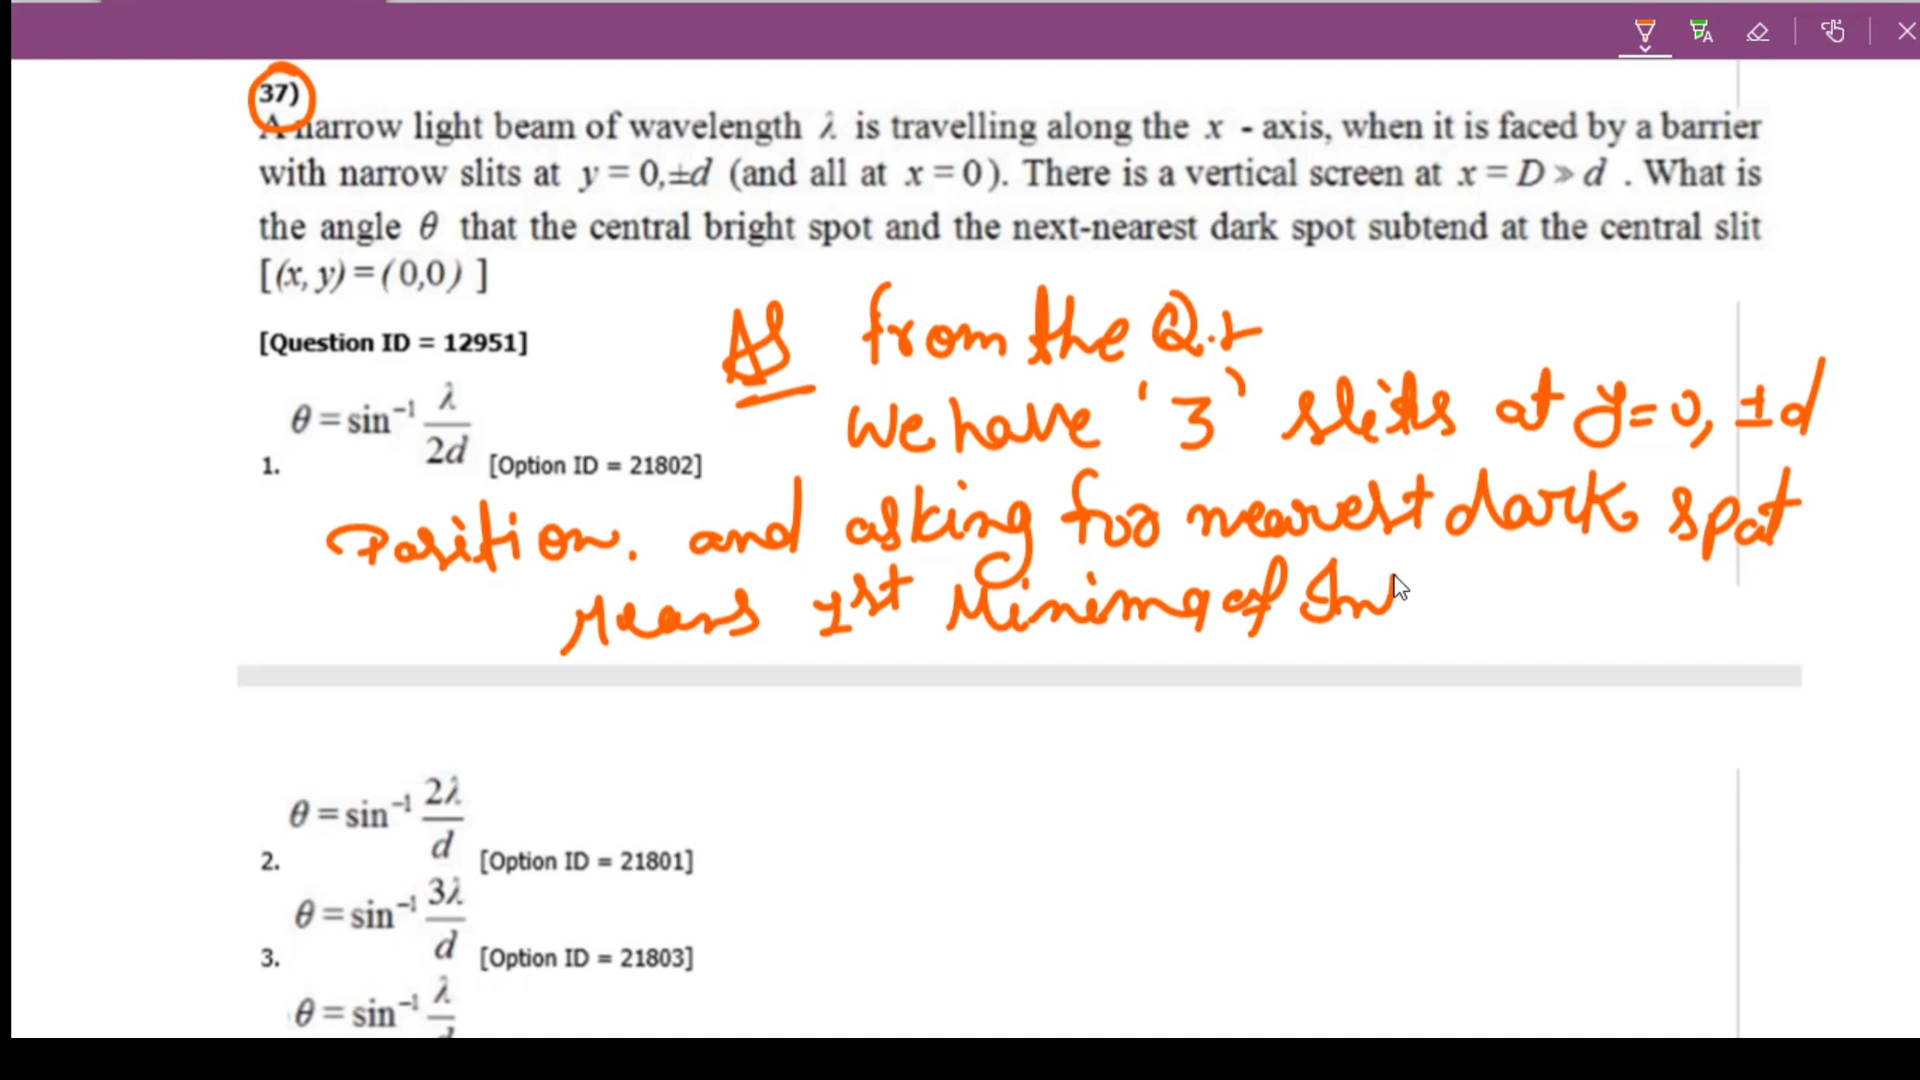 37)
A narrow light beam of wavelength λ is travelling along the x - axis, when it is faced by a barrier
with narrow slits at y = 0,±d (and all at x = 0). There is a vertical screen at x = D ≫ d . What is
the angle θ that the central bright spot and the next-nearest dark spot subtend at the central slit
[(x, y) = (0,0) ]
As from the Q.
[Question ID = 12951]
We have '3' slits at y=0, ±d
θ = sin⁻¹ λ/2d
1. [Option ID = 21802]
Position. and asking for nearest dark spot
Means 1st Minima of In
θ = sin⁻¹ 2λ/d
2. [Option ID = 21801]
θ = sin⁻¹ 3λ/d
3. [Option ID = 21803]
θ = sin⁻¹ λ